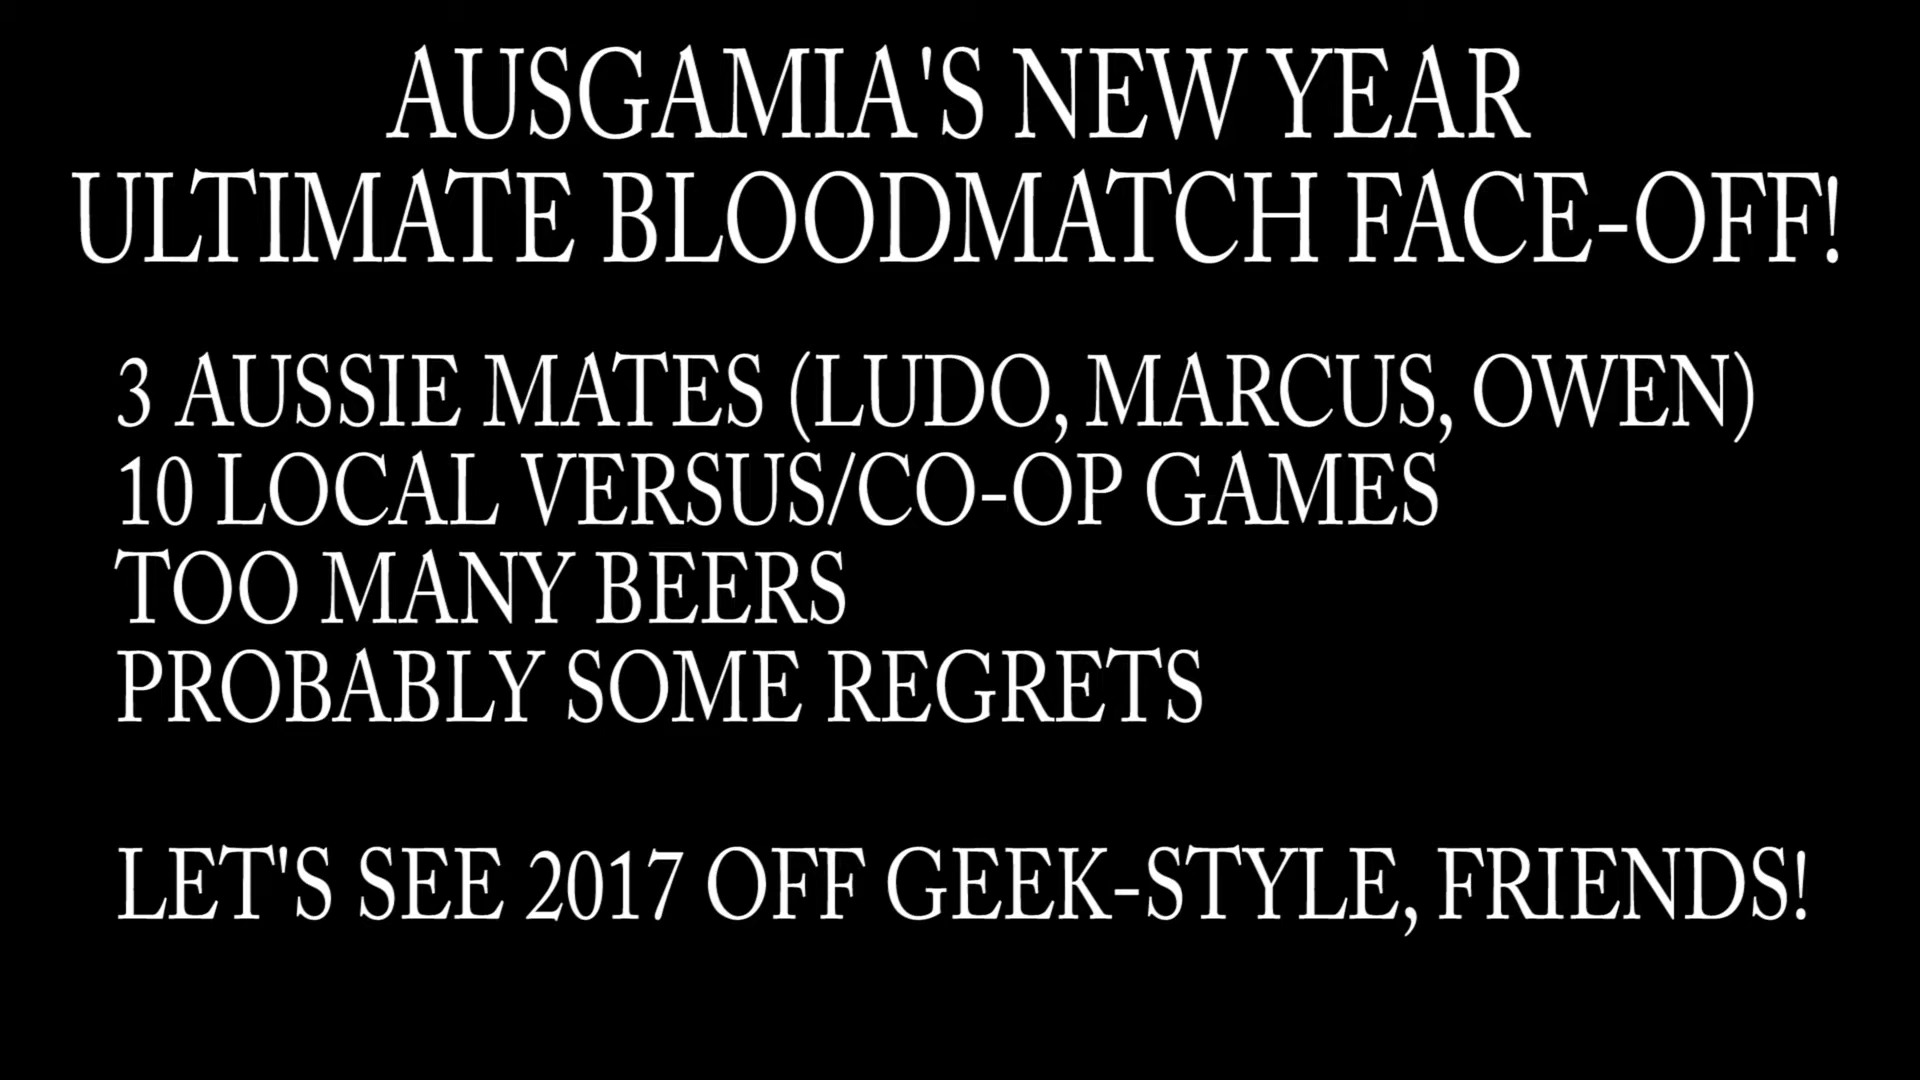 AUSGAMIA'S NEW YEAR
ULTIMATE BLOODMATCH FACE-OFF!
3 AUSSIE MATES (LUDO, MARCUS, OWEN)
10 LOCAL VERSUS/CO-OP GAMES
TOO MANY BEERS
PROBABLY SOME REGRETS
LET'S SEE 2017 OFF GEEK-STYLE, FRIENDS!